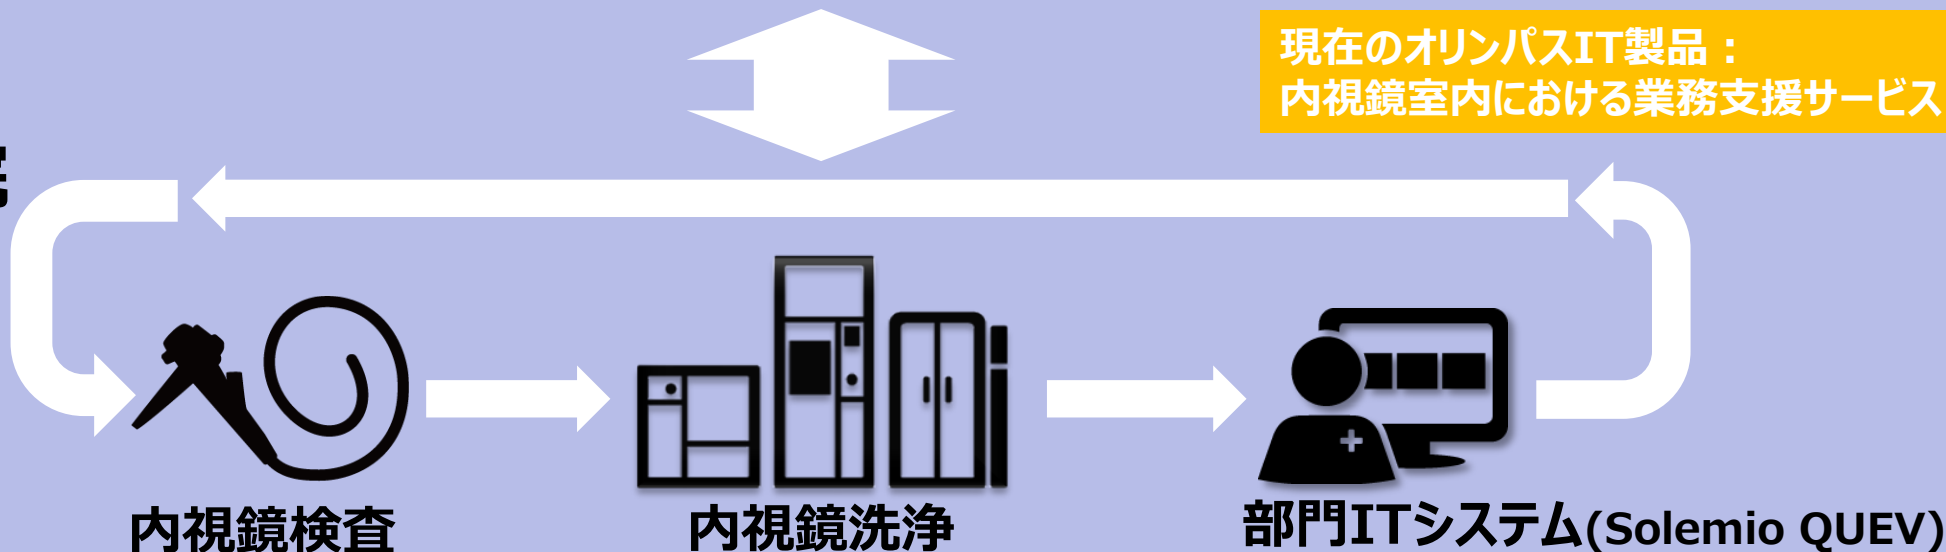 現在のオリンパスIT製品：
内視鏡室内における業務支援サービス
内視鏡検査
内視鏡洗浄
部門ITシステム(Solemio QUEV)